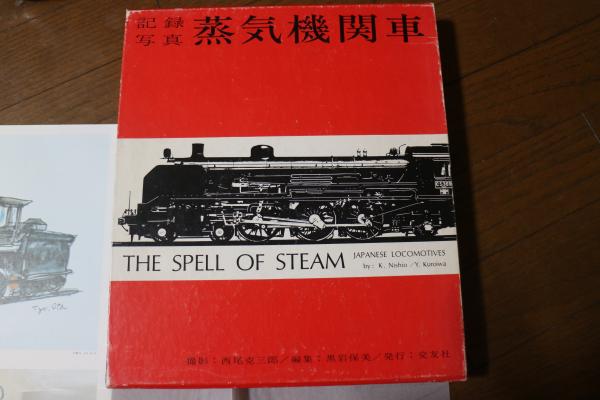 記録
写真
蒸気機関車
THE SPELL OF STEAM
JAPANESE LOCOMOTIVES
by: K. Nishio / Y. Kuroiwa
撮影：西尾克三郎／編集：黒岩保美／発行：交友社